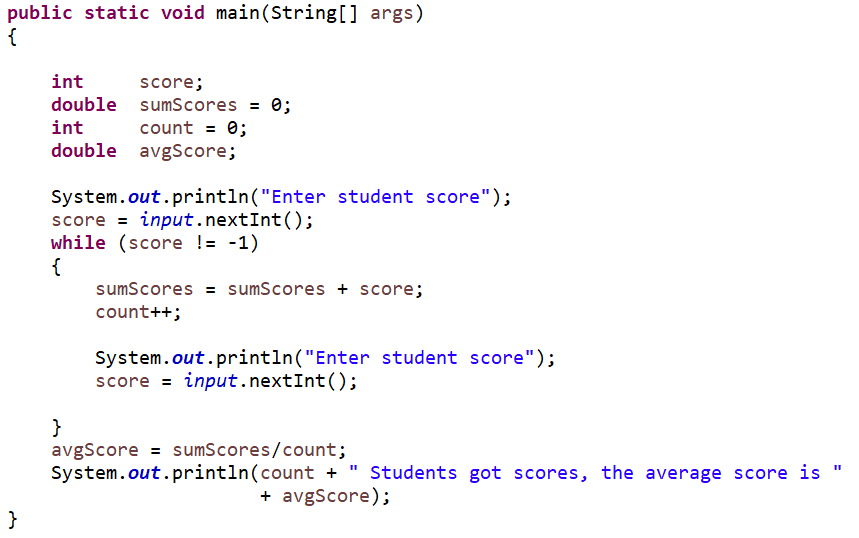 public static void main(String[] args)
{
int score;
double sumScores = 0;
int count = 0;
double avgScore;
System.out.println("Enter student score");
score = input.nextInt();
while (score != -1)
{
sumScores = sumScores + score;
count++;
System.out.println("Enter student score");
score = input.nextInt();
}
avgScore = sumScores/count;
System.out.println(count + " Students got scores, the average score is "
+ avgScore);
}